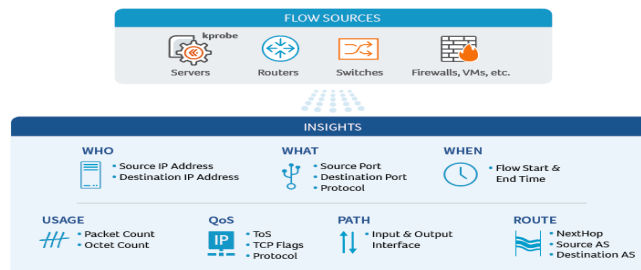 FLOW SOURCES
kprobe
Servers
Routers
Switches
Firewalls, VMs, etc.
INSIGHTS
WHO
• Source IP Address
• Destination IP Address
WHAT
• Source Port
• Destination Port
• Protocol
WHEN
• Flow Start &
End Time
USAGE
• Packet Count
• Octet Count
QoS
IP
• ToS
• TCP Flags
• Protocol
PATH
• Input & Output
Interface
ROUTE
• NextHop
• Source AS
• Destination AS